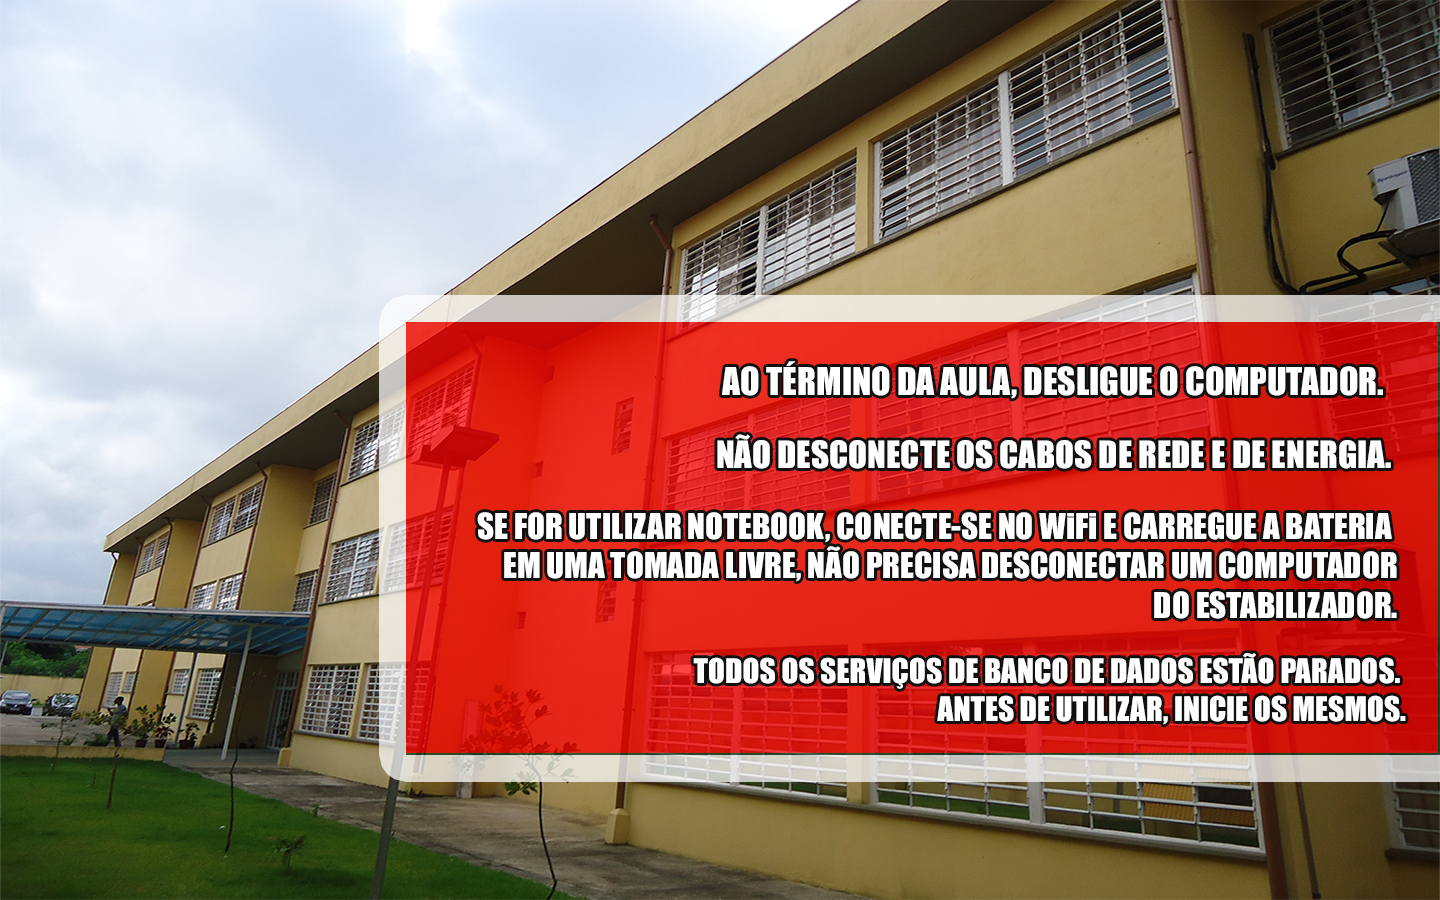 AO TÉRMINO DA AULA, DESLIGUE O COMPUTADOR.
NÃO DESCONECTE OS CABOS DE REDE E DE ENERGIA.
SE FOR UTILIZAR NOTEBOOK, CONECTE-SE NO WiFi E CARREGUE A BATERIA
EM UMA TOMADA LIVRE, NÃO PRECISA DESCONECTAR UM COMPUTADOR
DO ESTABILIZADOR.
TODOS OS SERVIÇOS DE BANCO DE DADOS ESTÃO PARADOS.
ANTES DE UTILIZAR, INICIE OS MESMOS.